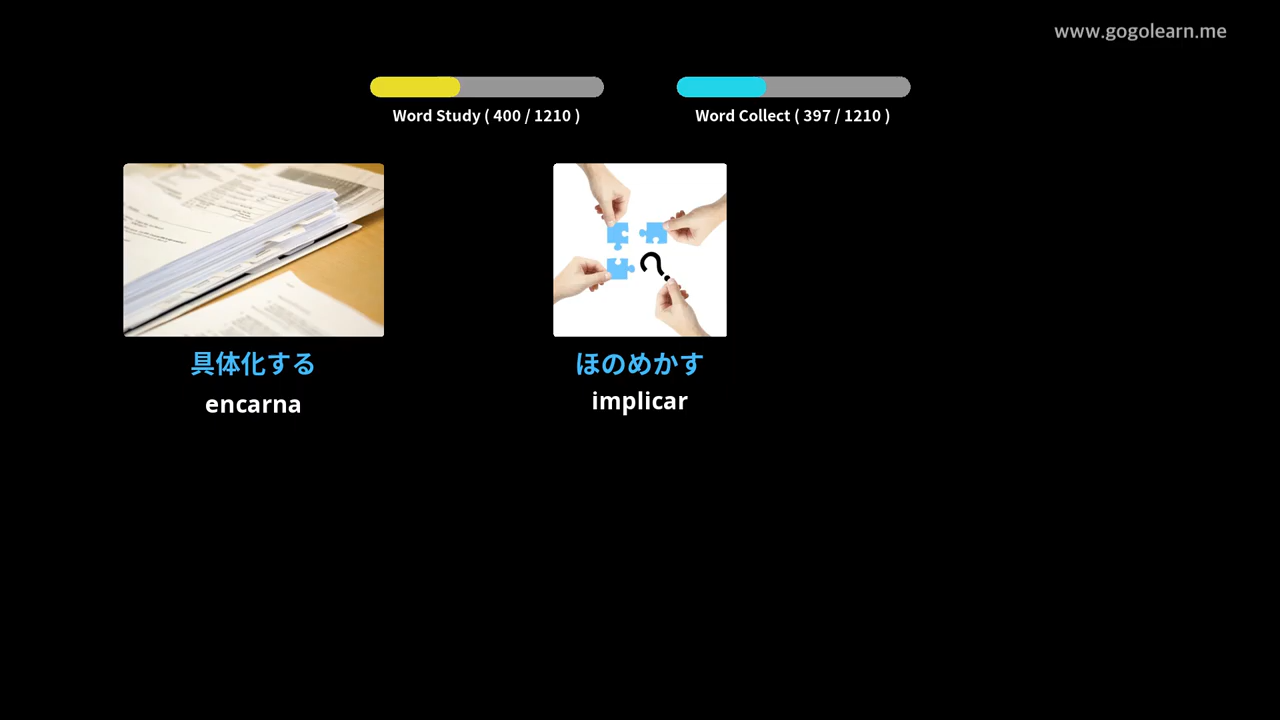 www.gogolearn.me
Word Study ( 400 / 1210 )
Word Collect ( 397 / 1210 )
具体化する
encarna
ほのめかす
implicar